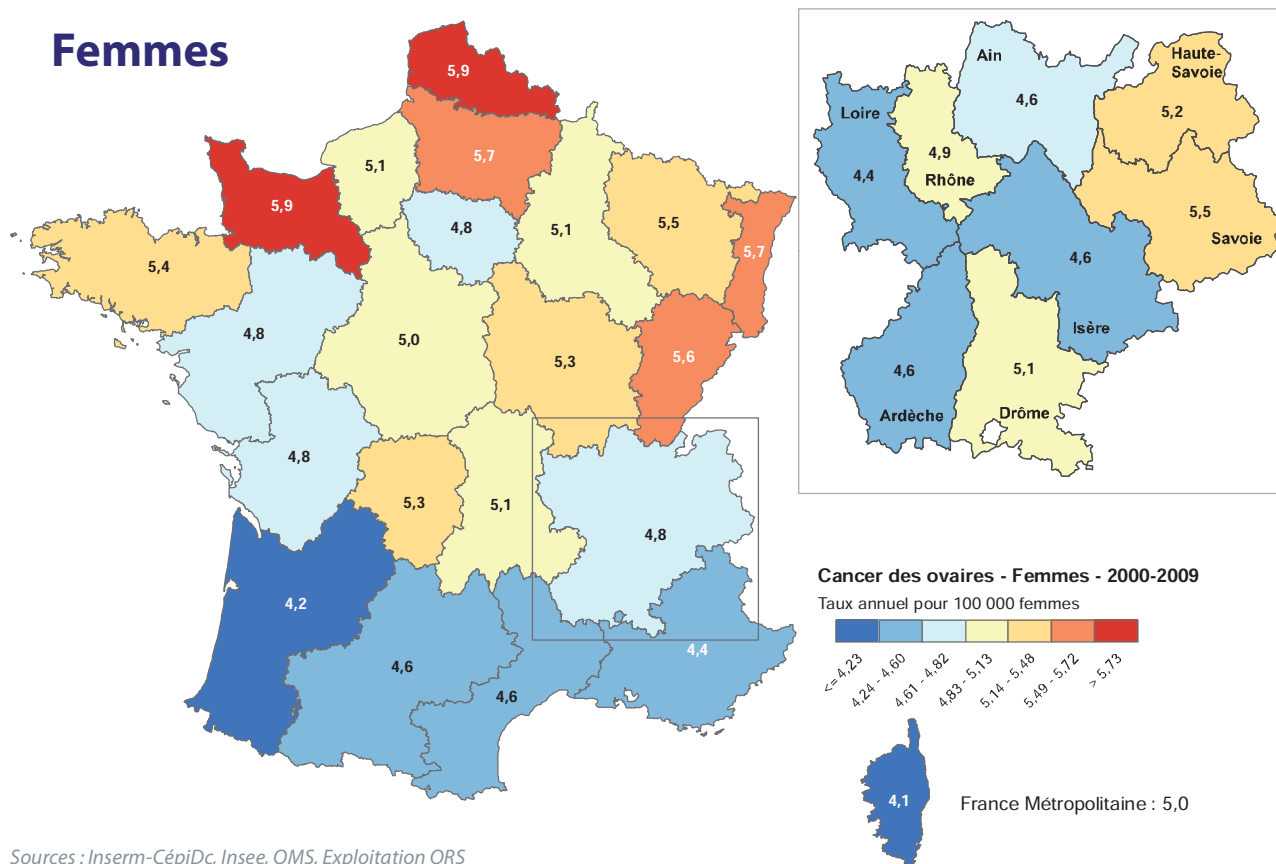 Femmes
5,9
5,7
5,1
5,9
4,8
5,1
5,5
5,7
5,4
4,8
5,0
5,3
5,6
4,8
5,3
5,1
4,8
4,2
4,6
4,6
4,4
Ain
Haute-
Savoie
4,6
5,2
Loire
4,9
Rhône
4,4
5,5
Savoie
4,6
Isère
4,6
5,1
Ardèche
Drôme
Cancer des ovaires - Femmes - 2000-2009
Taux annuel pour 100 000 femmes
<= 4,23
4,24 - 4,60
4,61 - 4,82
4,83 - 5,13
5,14 - 5,48
5,49 - 5,72
> 5,73
4,1
France Métropolitaine : 5,0
Sources : Inserm-CépiDc, Insee, OMS, Exploitation ORS